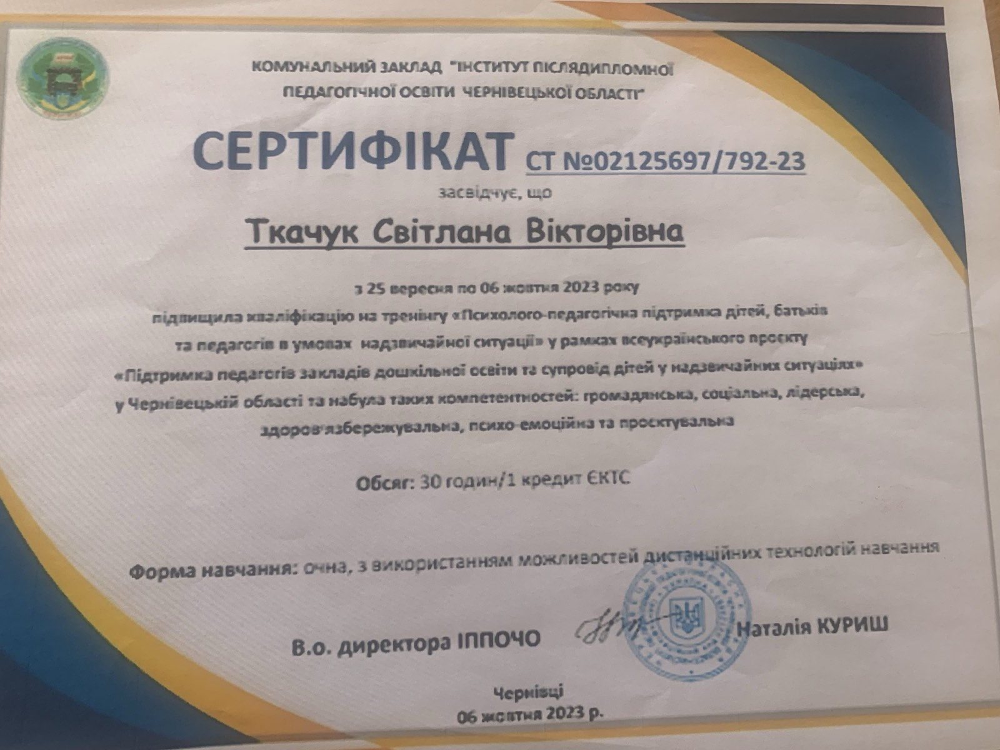 КОМУНАЛЬНИЙ ЗАКЛАД "ІНСТИТУТ ПІСЛЯДИПЛОМНОЇ
ПЕДАГОГІЧНОЇ ОСВІТИ ЧЕРНІВЕЦЬКОЇ ОБЛАСТІ"
СЕРТИФІКАТ СТ №02125697/792-23
засвідчує, що
Ткачук Світлана Вікторівна
з 25 вересня по 06 жовтня 2023 року
підвищила кваліфікацію на тренінгу «Психолого-педагогічна підтримка дітей, батьків
та педагогів в умовах надзвичайної ситуації» у рамках всеукраїнського проєкту
«Підтримка педагогів закладів дошкільної освіти та супровід дітей у надзвичайних ситуаціях»
у Чернівецькій області та набула таких компетентностей: громадянська, соціальна, лідерська,
здоров'язбережувальна, психо-емоційна та проєктувальна
Обсяг: 30 годин/1 кредит ЄКТС
Форма навчання: очна, з використанням можливостей дистанційних технологій навчання
В.о. директора ІППОЧО
Наталія КУРИШ
Чернівці
06 жовтня 2023 р.